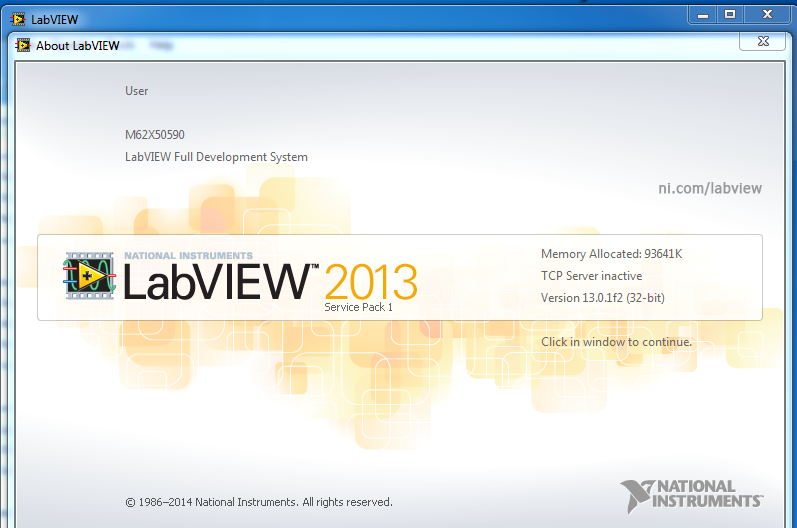 LabVIEW
About LabVIEW
Help
User
M62X50590
LabVIEW Full Development System
ni.com/labview
NATIONAL INSTRUMENTS
LabVIEW™ 2013
Service Pack 1
Memory Allocated: 93641K
TCP Server inactive
Version 13.0.1f2 (32-bit)
Click in window to continue.
© 1986–2014 National Instruments. All rights reserved.
NATIONAL
INSTRUMENTS™